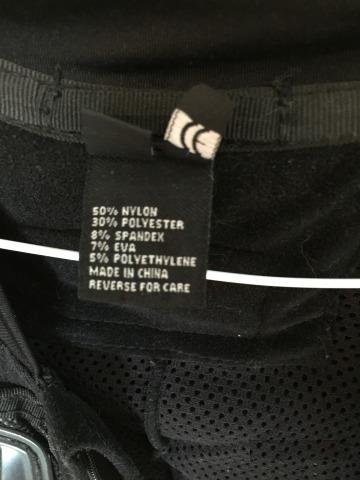 50% NYLON
30% POLYESTER
8% SPANDEX
7% EVA
5% POLYETHYLENE
MADE IN CHINA
REVERSE FOR CARE